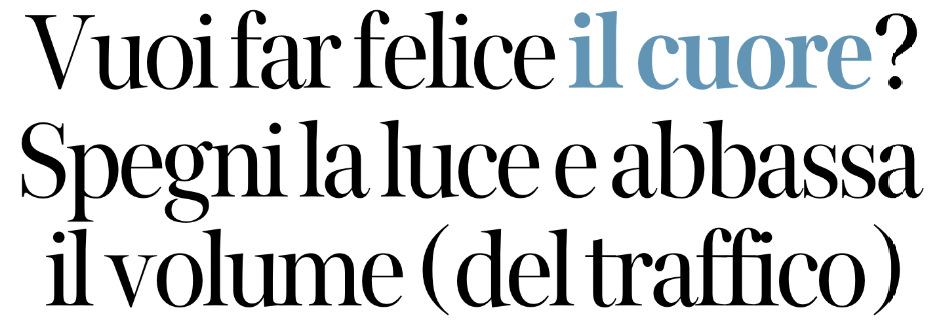 Vuoi far felice il cuore?
Spegni la luce e abbassa
il volume (del traffico)